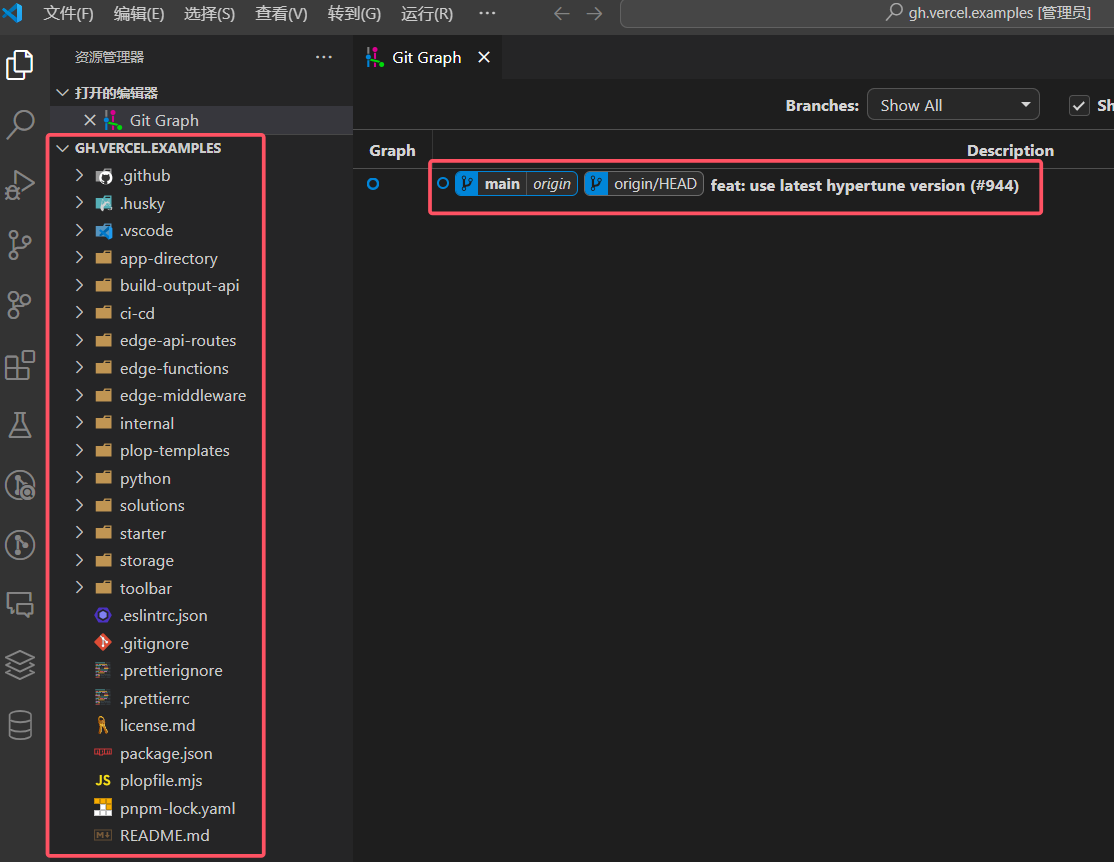 文件(F) 编辑(E) 选择(S) 查看(V) 转到(G) 运行(R) ··· gh.vercel.examples [管理员]
资源管理器 ···
打开的编辑器
Git Graph
GH.VERCEL.EXAMPLES
.github
.husky
.vscode
app-directory
build-output-api
ci-cd
edge-api-routes
edge-functions
edge-middleware
internal
plop-templates
python
solutions
starter
storage
toolbar
.eslintrc.json
.gitignore
.prettierignore
.prettierrc
license.md
package.json
JS plopfile.mjs
pnpm-lock.yaml
README.md
Git Graph
Branches: Show All Sh
Graph Description
main origin origin/HEAD feat: use latest hypertune version (#944)